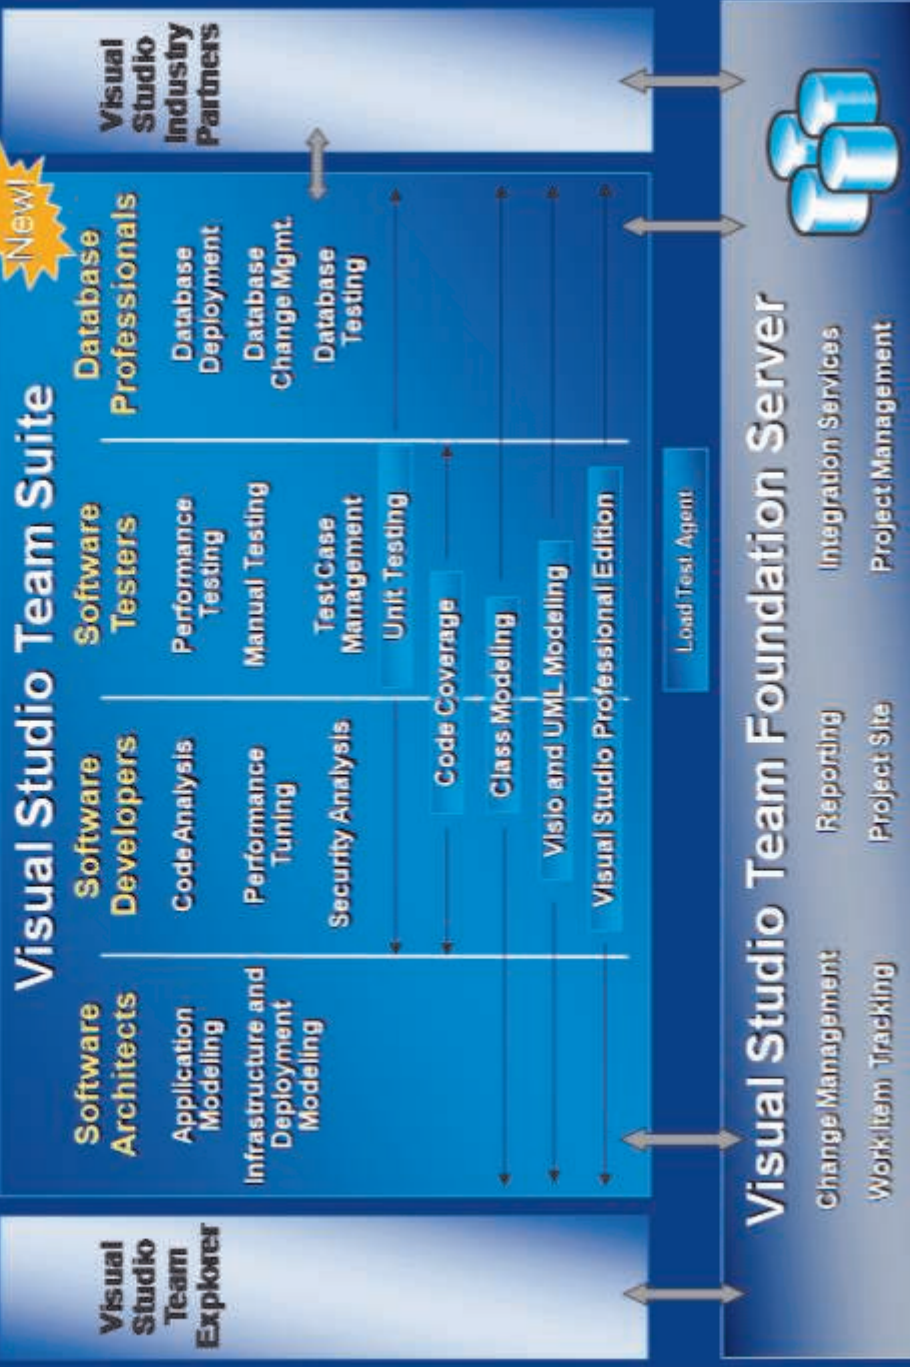 Visual Studio Team Suite
New!
Visual
Studio
Team
Explorer
Software
Architects
Application
Modeling
Infrastructure and
Deployment
Modeling
Software
Developers
Code Analysis
Performance
Tuning
Security Analysis
Software
Testers
Performance
Testing
Manual Testing
Test Case
Management
Database
Professionals
Database
Deployment
Database
Change Mgmt.
Database
Testing
Visual
Studio
Industry
Partners
Unit Testing
Code Coverage
Class Modeling
Visio and UML Modeling
Visual Studio Professional Edition
Load Test Agent
Visual Studio Team Foundation Server
Change Management
Reporting
Integration Services
Work Item Tracking
Project Site
Project Management